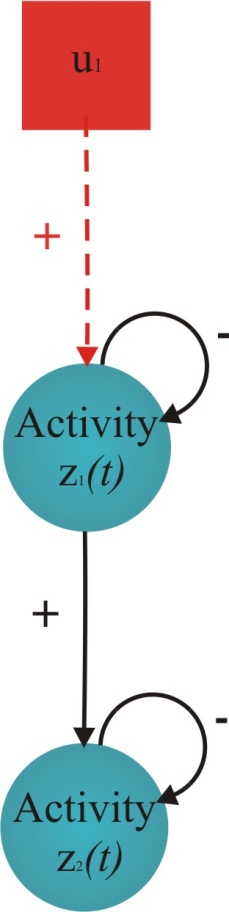 u1
+
-
Activity
z1(t)
+
-
Activity
z2(t)